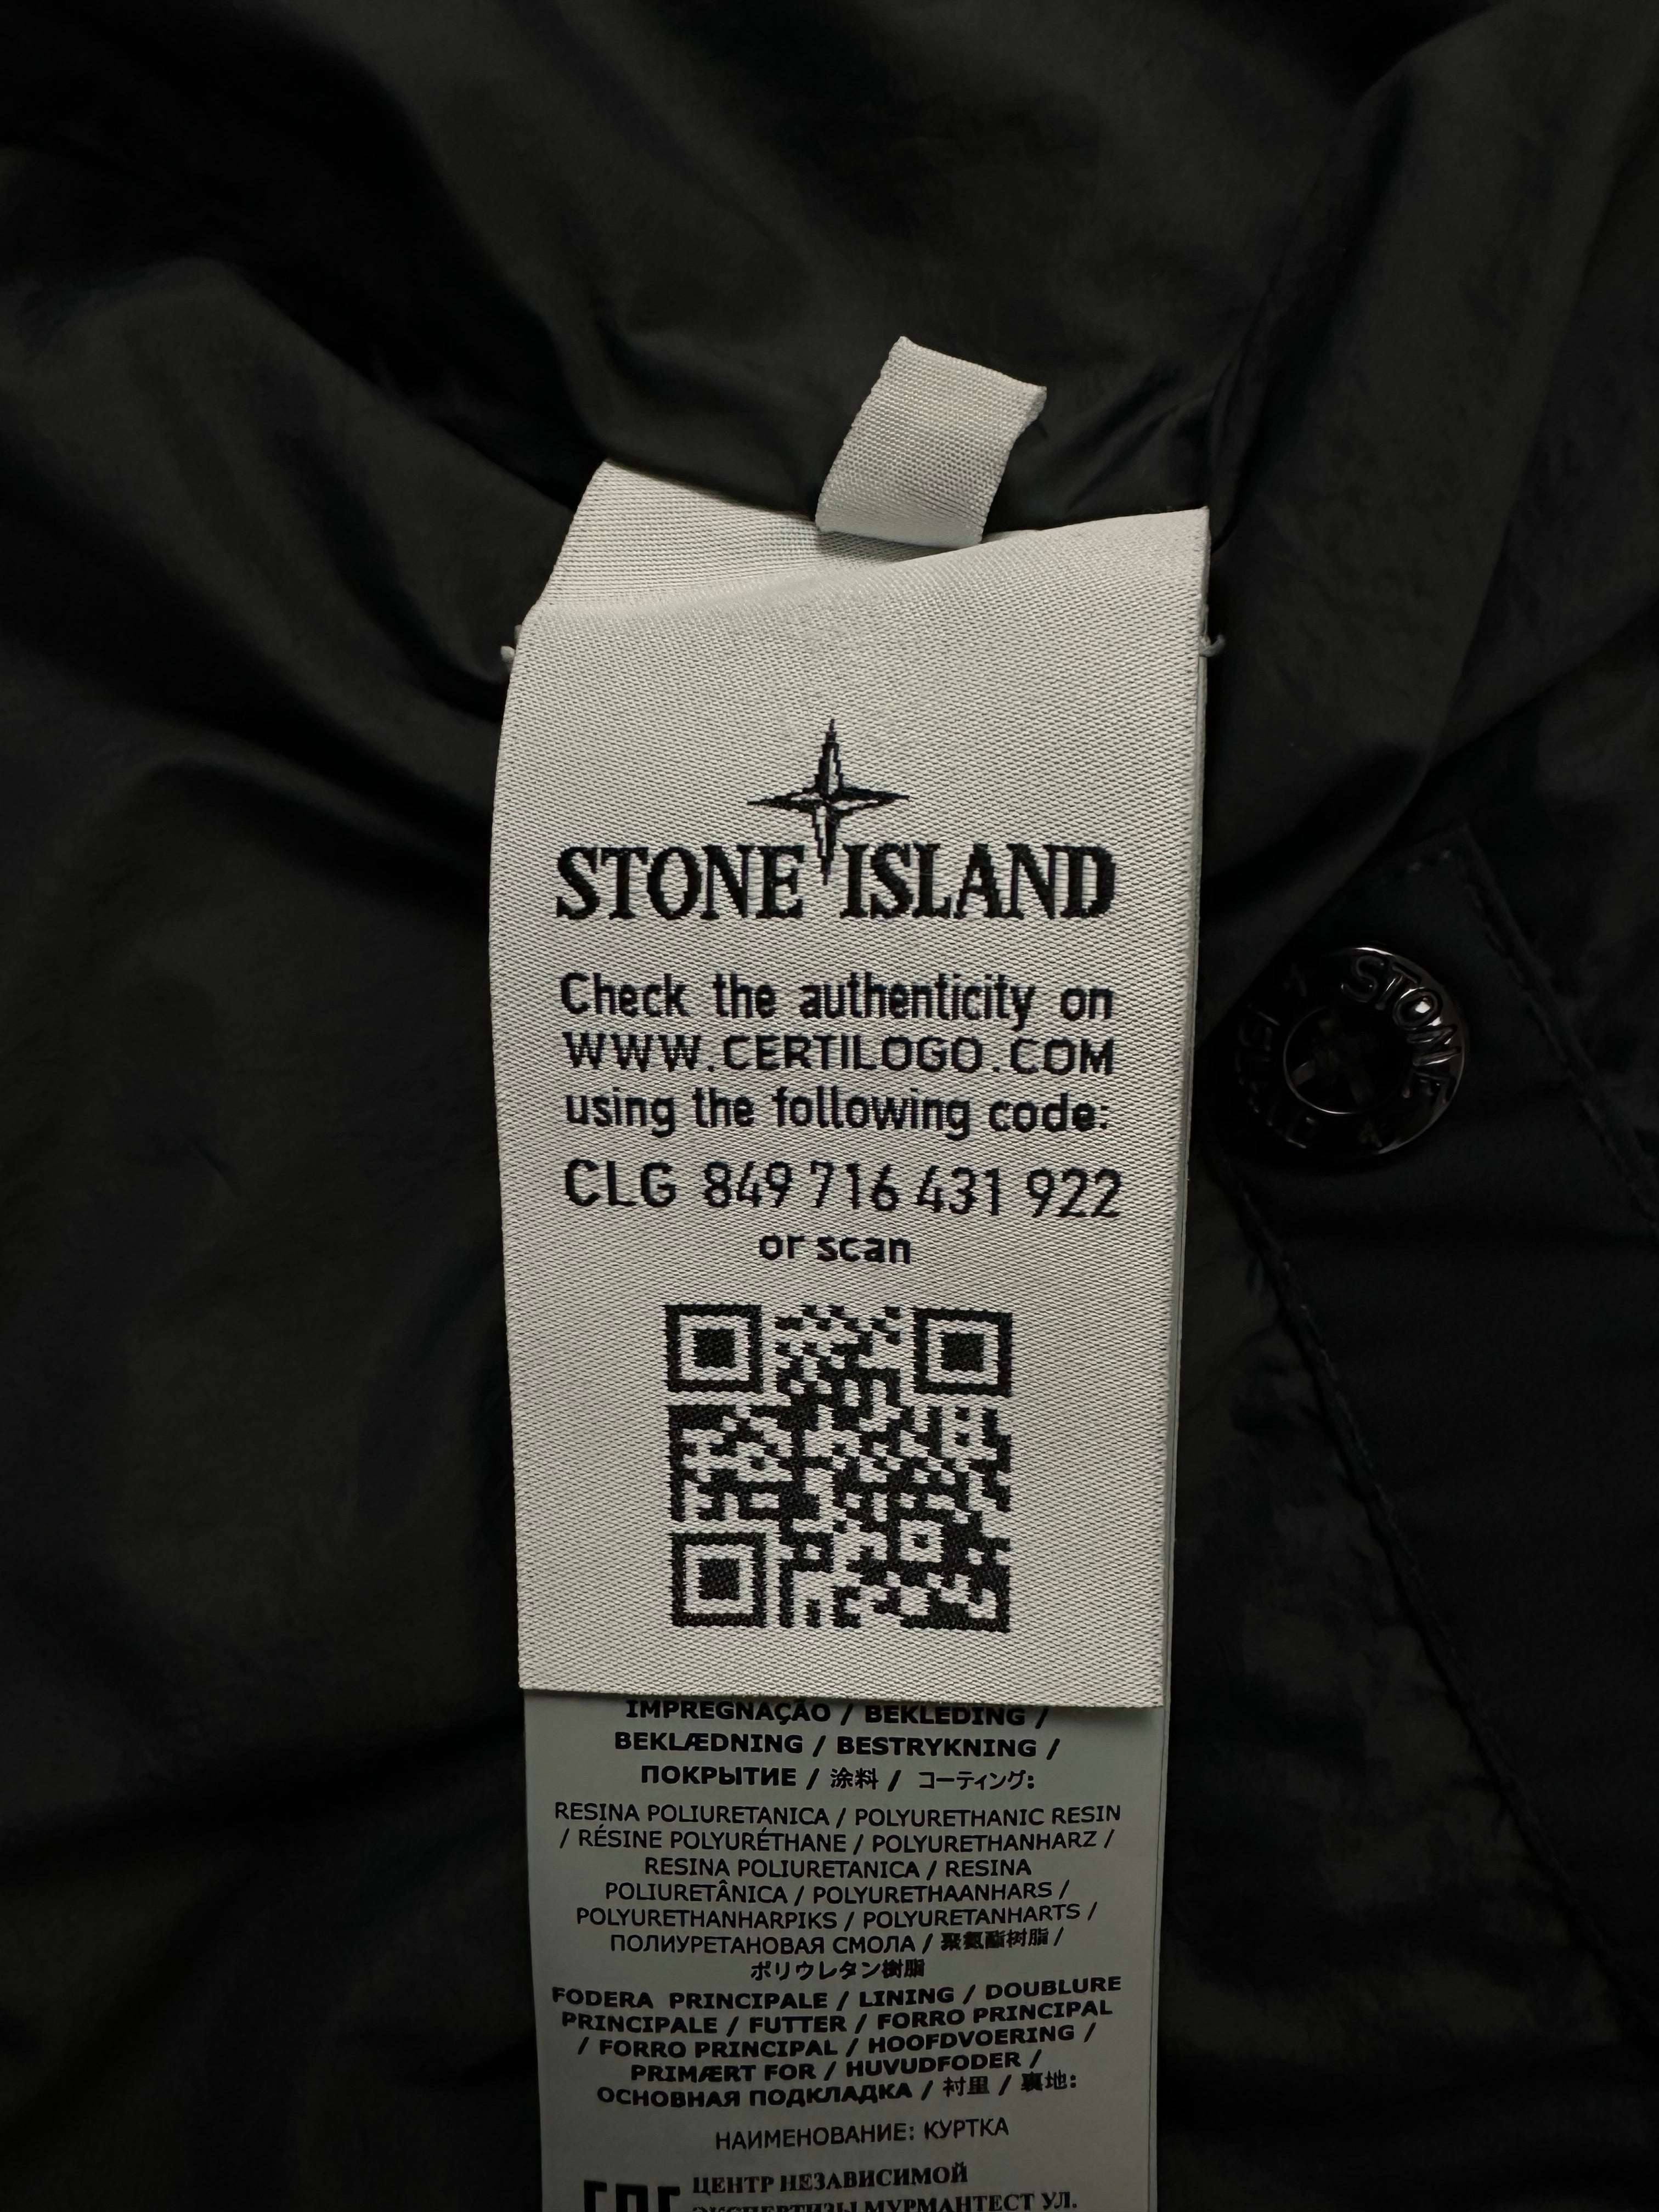 STONE ISLAND
Check the authenticity on
WWW.CERTILOGO.COM
using the following code:
CLG 849 716 431 922
or scan
STONE
IMPREGNAÇÃO / BEKLEDING /
BEKLÆDNING / BESTRYKNING /
ПОКРЫТИЕ / 涂料 / コーティング:
RESINA POLIURETANICA / POLYURETHANIC RESIN
/ RÉSINE POLYURÉTHANE / POLYURETHANHARZ /
RESINA POLIURETANICA / RESINA
POLIURETÂNICA / POLYURETHAANHARS /
POLYURETHANHARPIKS / POLYURETANHARTS /
ПОЛИУРЕТАНОВАЯ СМОЛА / 聚氨酯树脂 /
ポリウレタン樹脂
FODERA PRINCIPALE / LINING / DOUBLURE
PRINCIPALE / FUTTER / FORRO PRINCIPAL
/ FORRO PRINCIPAL / HOOFDVOERING /
PRIMÆRT FOR / HUVUDFODER /
ОСНОВНАЯ ПОДКЛАДКА / 衬里 / 裏地:
НАИМЕНОВАНИЕ: КУРТКА
ЦЕНТР НЕЗАВИСИМОЙ
ЭКСПЕРТИЗЫ МУРМАНТЕСТ УЛ.